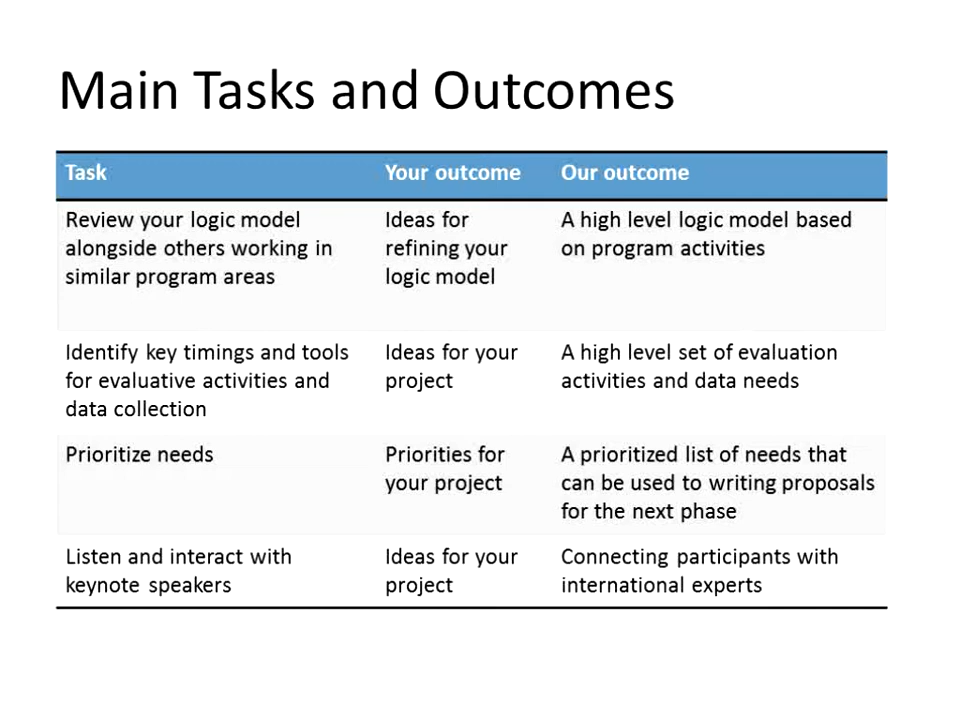 Main Tasks and Outcomes
Task Your outcome Our outcome
Review your logic model Ideas for A high level logic model based
alongside others working in refining your on program activities
similar program areas logic model
Identify key timings and tools Ideas for your A high level set of evaluation
for evaluative activities and project activities and data needs
data collection
Prioritize needs Priorities for A prioritized list of needs that
your project can be used to writing proposals
for the next phase
Listen and interact with Ideas for your Connecting participants with
keynote speakers project international experts